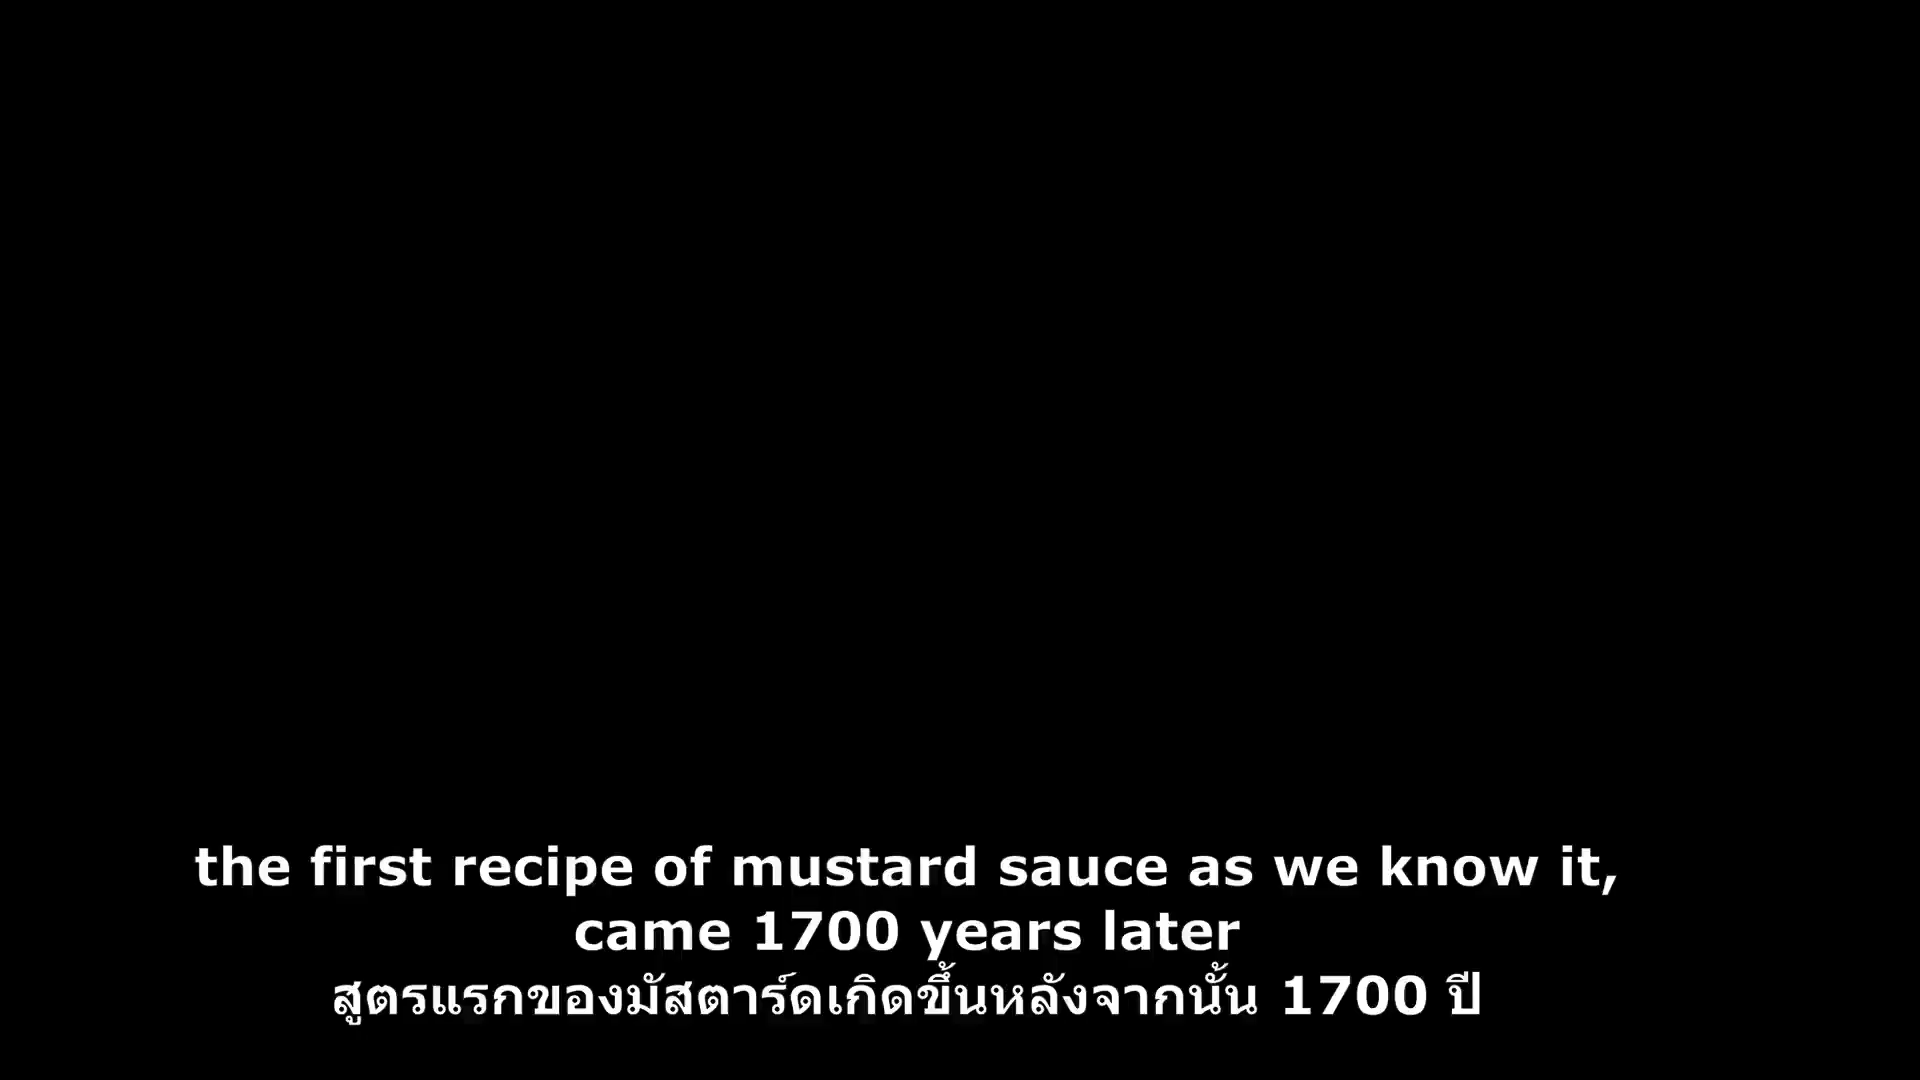 the first recipe of mustard sauce as we know it,
came 1700 years later
สูตรแรกของมัสตาร์ดเกิดขึ้นหลังจากนั้น 1700 ปี